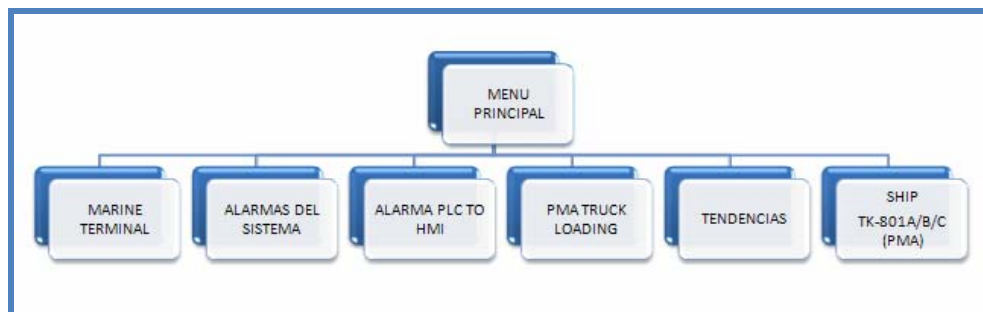 MENU
PRINCIPAL
MARINE
TERMINAL
ALARMAS DEL
SISTEMA
ALARMA PLC TO
HMI
PMA TRUCK
LOADING
TENDENCIAS
SHIP
TK-801A/B/C
(PMA)